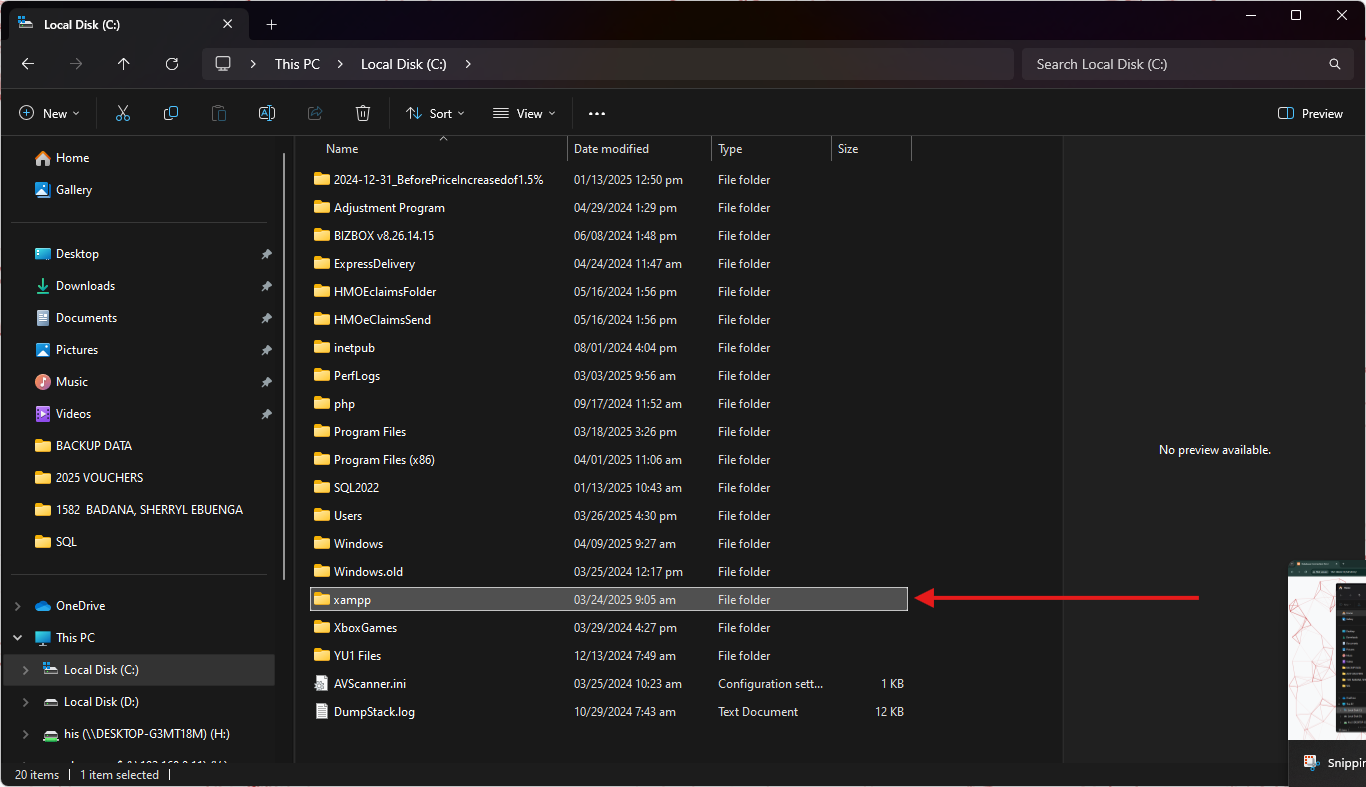 Local Disk (C:)
This PC > Local Disk (C:) >
Search Local Disk (C:)
New
Sort
View
Preview
Home
Gallery
Desktop
Downloads
Documents
Pictures
Music
Videos
BACKUP DATA
2025 VOUCHERS
1582 BADANA, SHERRYL EBUENGA
SQL
OneDrive
This PC
Local Disk (C:)
Local Disk (D:)
his (\\DESKTOP-G3MT18M) (H:)
Name Date modified Type Size
2024-12-31_BeforePriceIncreasedof1.5% 01/13/2025 12:50 pm File folder
Adjustment Program 04/29/2024 1:29 pm File folder
BIZBOX v8.26.14.15 06/08/2024 1:48 pm File folder
ExpressDelivery 04/24/2024 11:47 am File folder
HMOEclaimsFolder 05/16/2024 1:56 pm File folder
HMOeClaimsSend 05/16/2024 1:56 pm File folder
inetpub 08/01/2024 4:04 pm File folder
PerfLogs 03/03/2025 9:56 am File folder
php 09/17/2024 11:52 am File folder
Program Files 03/18/2025 3:26 pm File folder
Program Files (x86) 04/01/2025 11:06 am File folder
SQL2022 01/13/2025 10:43 am File folder
Users 03/26/2025 4:30 pm File folder
Windows 04/09/2025 9:27 am File folder
Windows.old 03/25/2024 12:17 pm File folder
xampp 03/24/2025 9:05 am File folder
XboxGames 03/29/2024 4:27 pm File folder
YU1 Files 12/13/2024 7:49 am File folder
AVScanner.ini 03/25/2024 10:23 am Configuration sett... 1 KB
DumpStack.log 10/29/2024 7:43 am Text Document 12 KB
No preview available.
Snippin
20 items | 1 item selected |